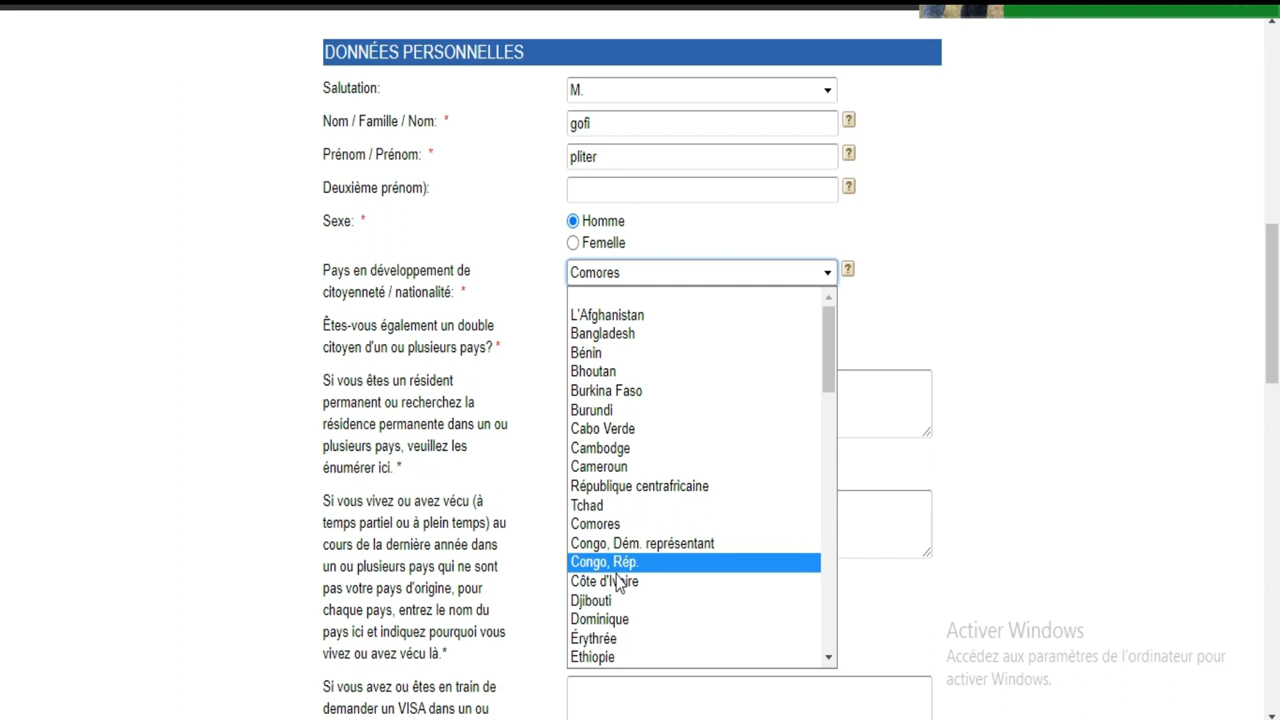 DONNÉES PERSONNELLES
Salutation:
M.
Nom / Famille / Nom: *
gofi
?
Prénom / Prénom: *
pliter
?
Deuxième prénom):
?
Sexe: *
Homme
Femelle
Pays en développement de
citoyenneté / nationalité: *
Comores
?
L'Afghanistan
Bangladesh
Bénin
Bhoutan
Burkina Faso
Burundi
Cabo Verde
Cambodge
Cameroun
République centrafricaine
Tchad
Comores
Congo, Dém. représentant
Congo, Rép.
Côte d'Ivoire
Djibouti
Dominique
Érythrée
Ethiopie
Êtes-vous également un double
citoyen d'un ou plusieurs pays? *
Si vous êtes un résident
permanent ou recherchez la
résidence permanente dans un ou
plusieurs pays, veuillez les
énumérer ici. *
Si vous vivez ou avez vécu (à
temps partiel ou à plein temps) au
cours de la dernière année dans
un ou plusieurs pays qui ne sont
pas votre pays d'origine, pour
chaque pays, entrez le nom du
pays ici et indiquez pourquoi vous
vivez ou avez vécu là.*
Si vous avez ou êtes en train de
demander un VISA dans un ou
Activer Windows
Accédez aux paramètres de l'ordinateur pour
activer Windows.